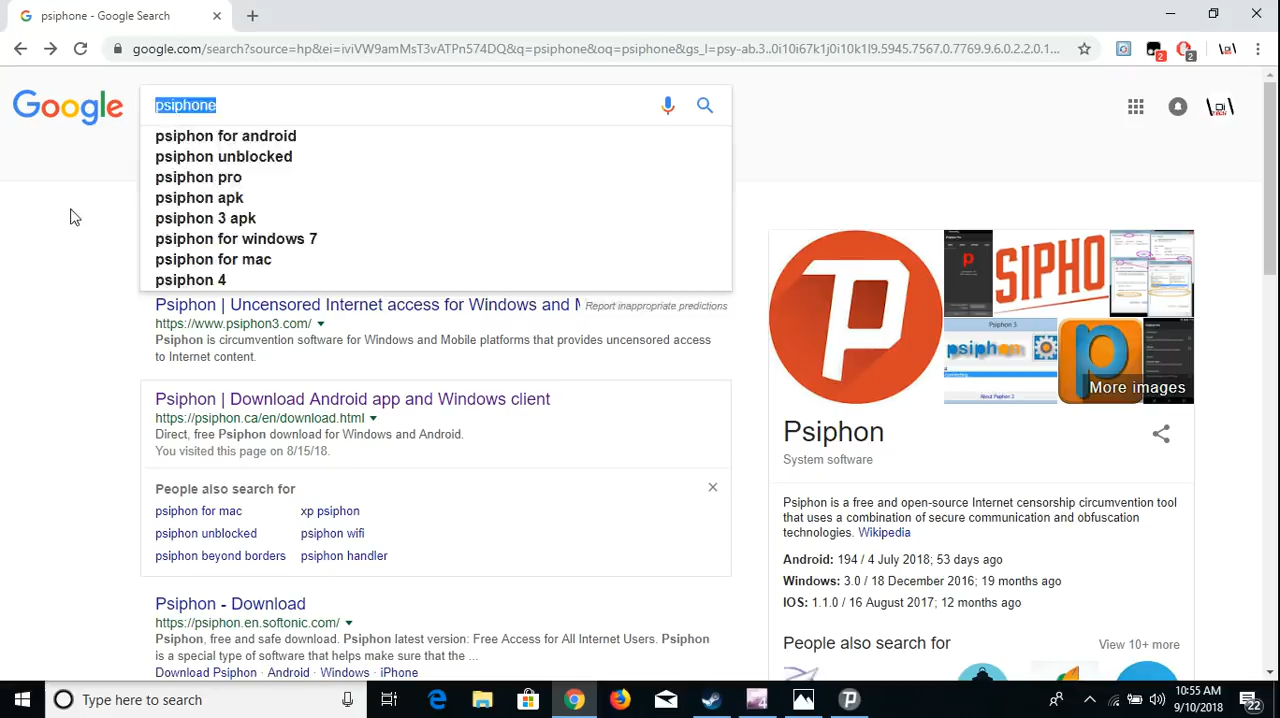 psiphone - Google Search
google.com/search?source=hp&ei=iviVW9amMsT3vATPn574DQ&q=psiphone&oq=psiphone&gs_l=psy-ab.3..0i10i67k1j0i10k1l9.5945.7567.0.7769.9.6.0.2.2.0.1...
2
2
Google
psiphone
psiphon for android
psiphon unblocked
psiphon pro
psiphon apk
psiphon 3 apk
psiphon for windows 7
psiphon for mac
psiphon 4
Report inappropriate predictions
Psiphon | Uncensored Internet access for Windows and M
https://www.psiphon3.com/
Psiphon is circumvention software for Windows and Mobile platforms that provides uncensored access
to Internet content.
Psiphon | Download Android app and Windows client
https://psiphon.ca/en/download.html
Direct, free Psiphon download for Windows and Android.
You visited this page on 8/15/18.
People also search for
psiphon for mac
xp psiphon
psiphon unblocked
psiphon wifi
psiphon beyond borders
psiphon handler
Psiphon - Download
https://psiphon.en.softonic.com/
Psiphon, free and safe download. Psiphon latest version: Free Access for All Internet Users. Psiphon
is a special type of software that helps make sure that the ...
Download Psiphon · Android · Windows · iPhone
P
SIPHO
Psiphon 3
psiphon
About Psiphon 3
More images
Psiphon
System software
Psiphon is a free and open-source Internet censorship circumvention tool
that uses a combination of secure communication and obfuscation
technologies. Wikipedia
Android: 194 / 4 July 2018; 53 days ago
Windows: 3.0 / 18 December 2016; 19 months ago
IOS: 1.1.0 / 16 August 2017; 12 months ago
People also search for
View 10+ more
Type here to search
10:55 AM
9/10/2018
22